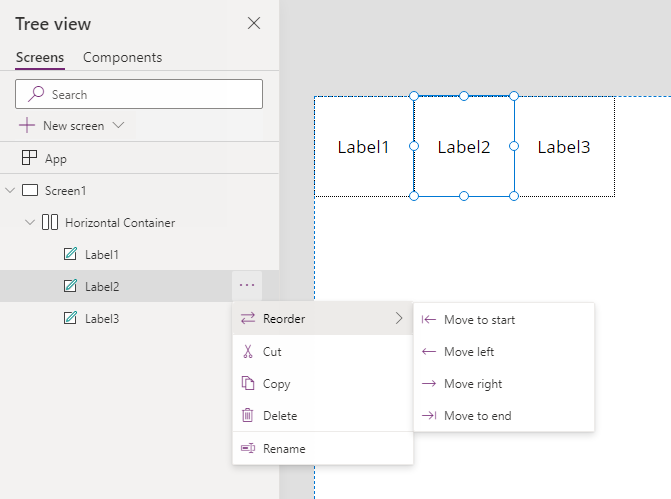 Tree view
Screens Components
Search
New screen
App
Screen1
Horizontal Container
Label1
Label2
Label3
Reorder
Cut
Copy
Delete
Rename
Move to start
Move left
Move right
Move to end
Label1 Label2 Label3